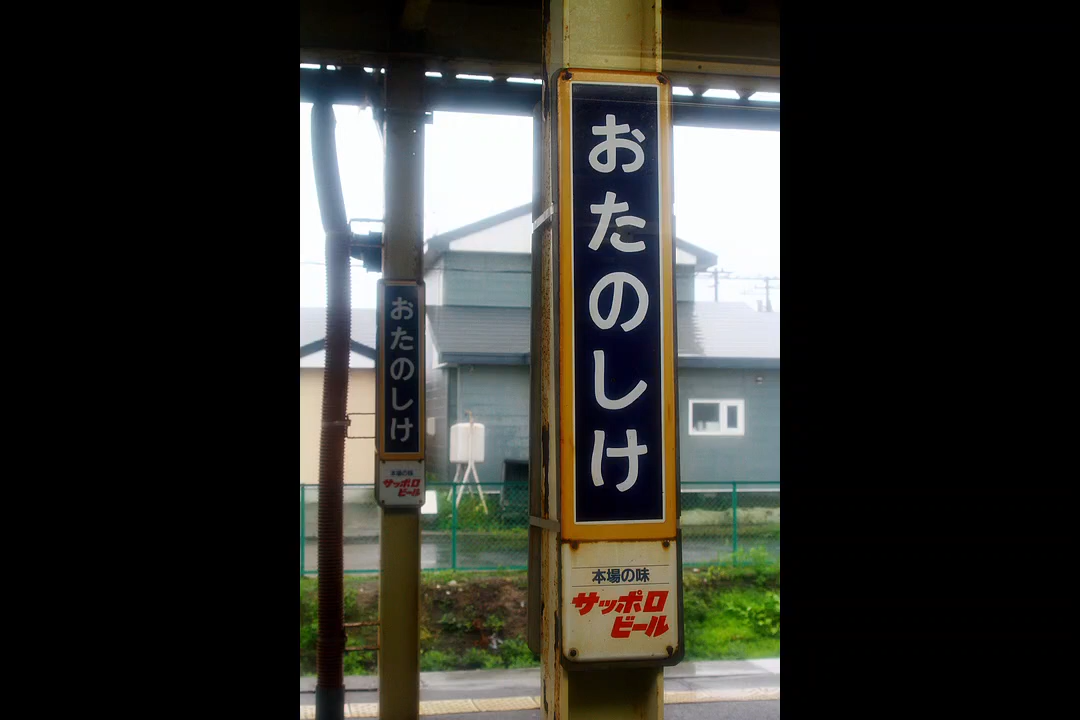 おたのしけ
本場の味
サッポロ
ビール
おたのしけ
本場の味
サッポロ
ビール